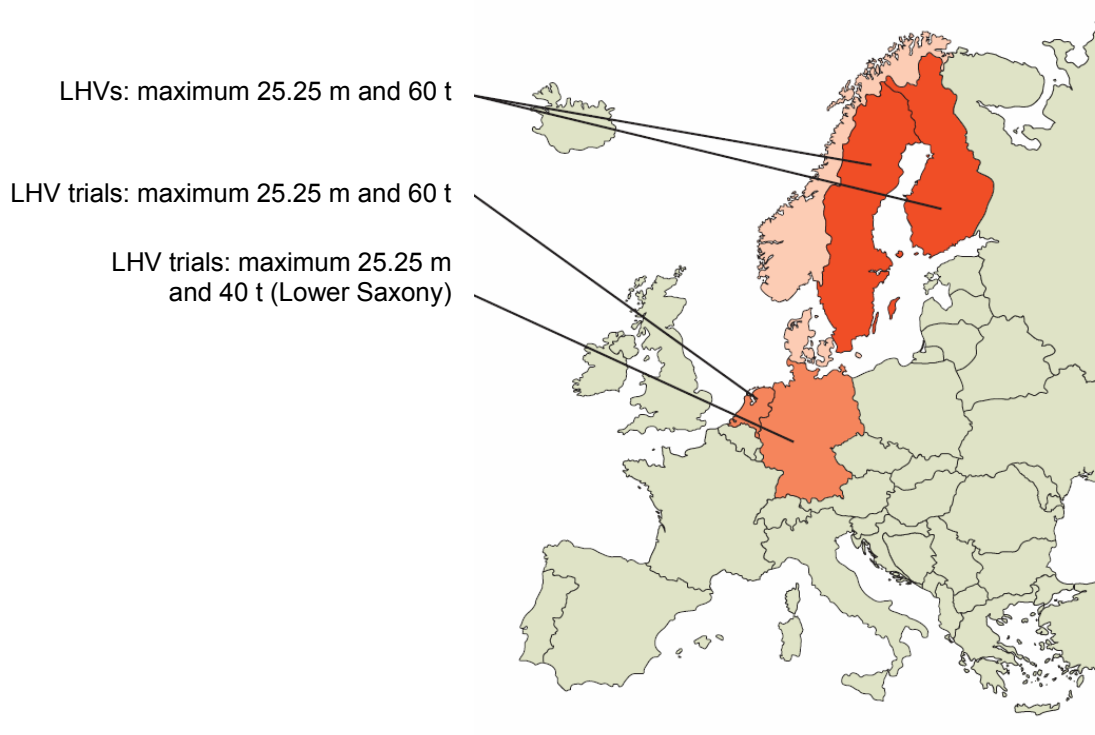 LHVs: maximum 25.25 m and 60 t
LHV trials: maximum 25.25 m and 60 t
LHV trials: maximum 25.25 m
and 40 t (Lower Saxony)